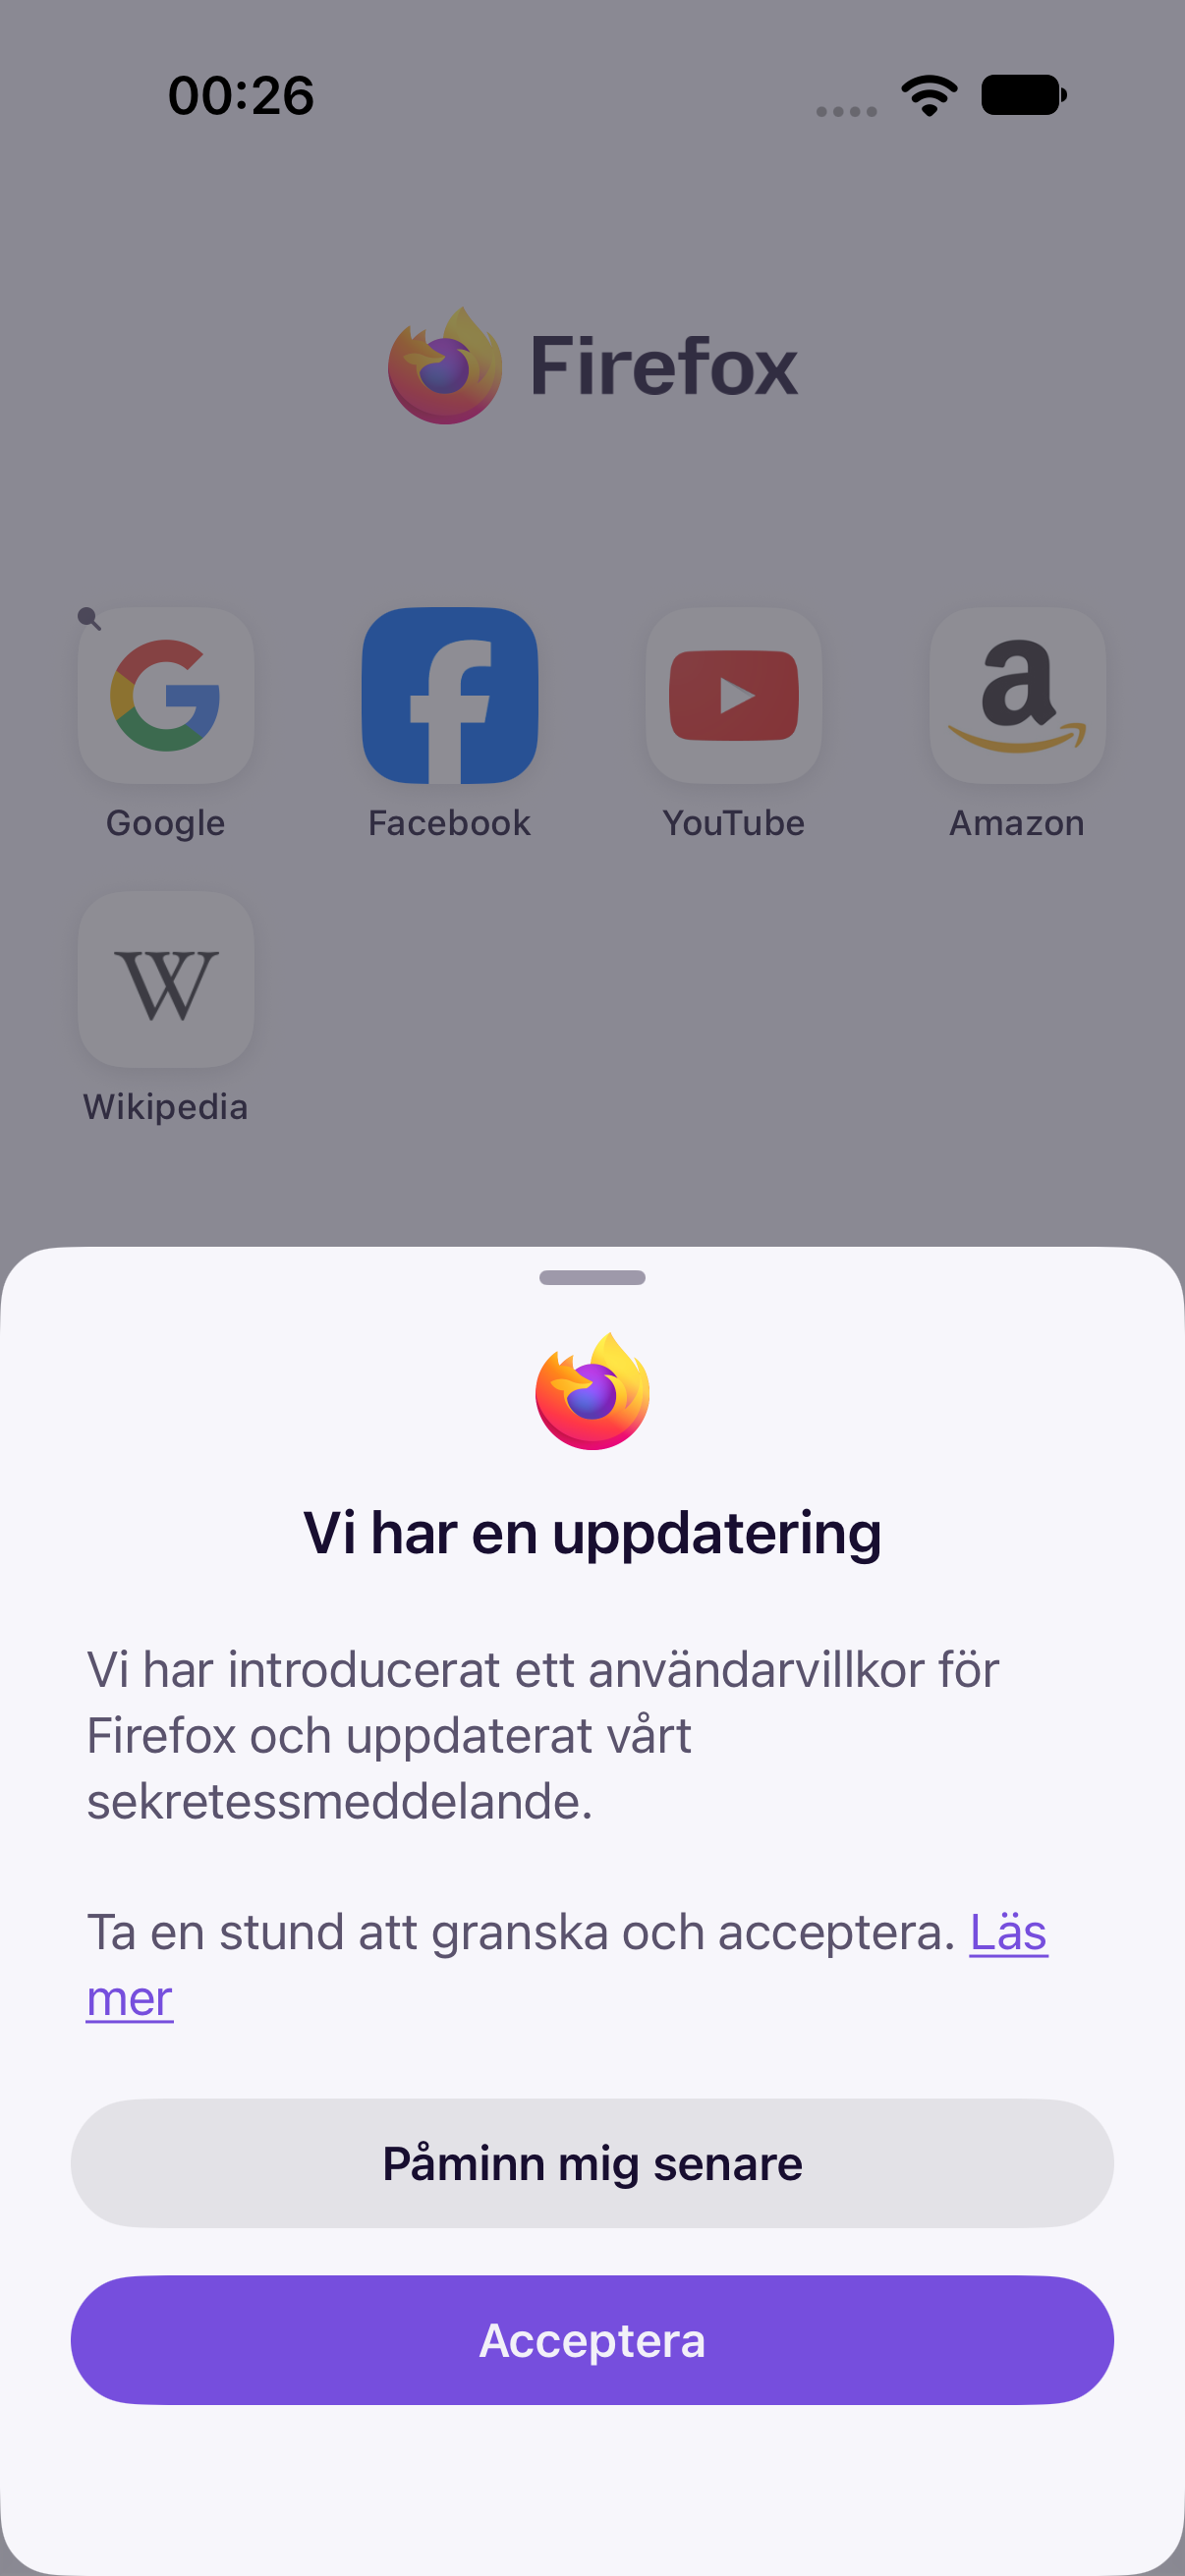 00:26
Firefox
Google
Facebook
YouTube
Amazon
Wikipedia
Vi har en uppdatering
Vi har introducerat ett användarvillkor för
Firefox och uppdaterat vårt
sekretessmeddelande.
Ta en stund att granska och acceptera. Läs
mer
Påminn mig senare
Acceptera